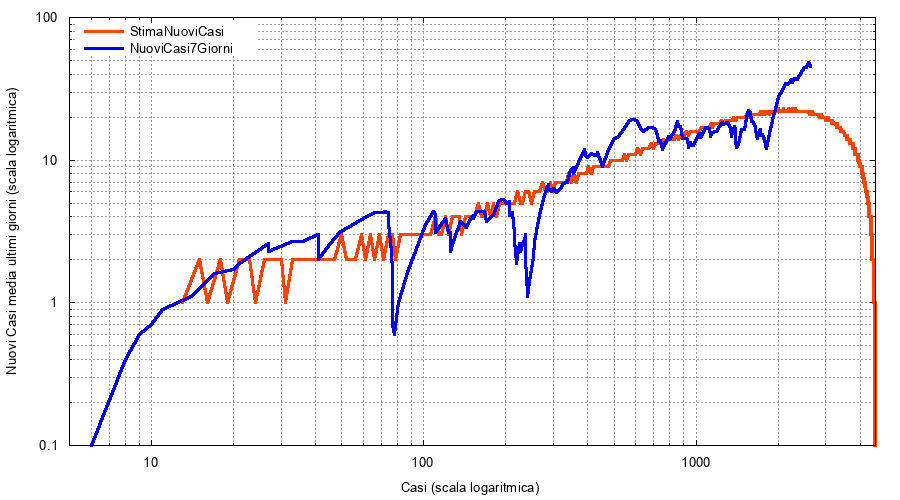 100
StimaNuoviCasi
NuoviCasi7Giorni
10
1
0.1
Nuovi Casi media ultimi giorni (scala logaritmica)
10
100
1000
Casi (scala logaritmica)